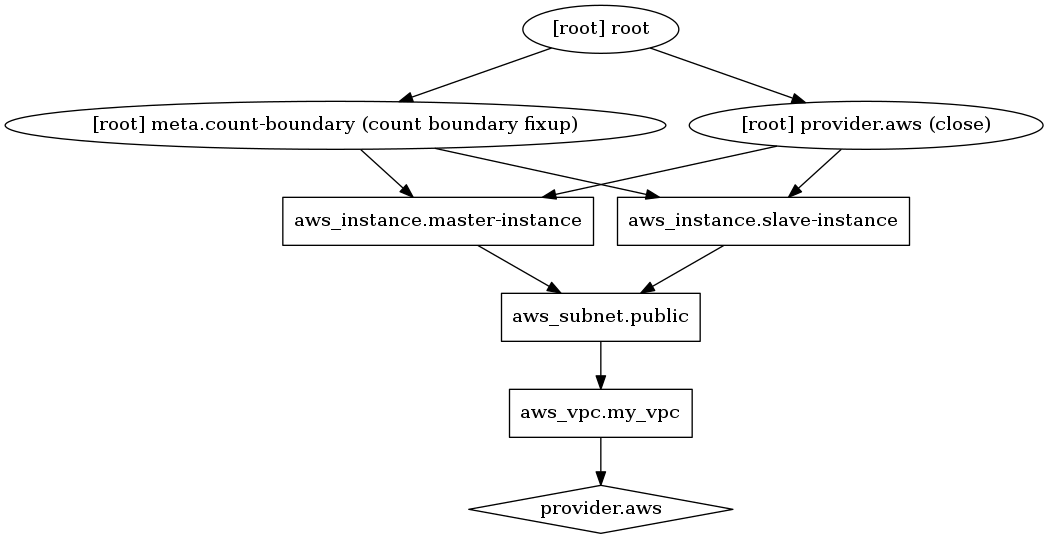 [root] root
[root] meta.count-boundary (count boundary fixup)
[root] provider.aws (close)
aws_instance.master-instance
aws_instance.slave-instance
aws_subnet.public
aws_vpc.my_vpc
provider.aws